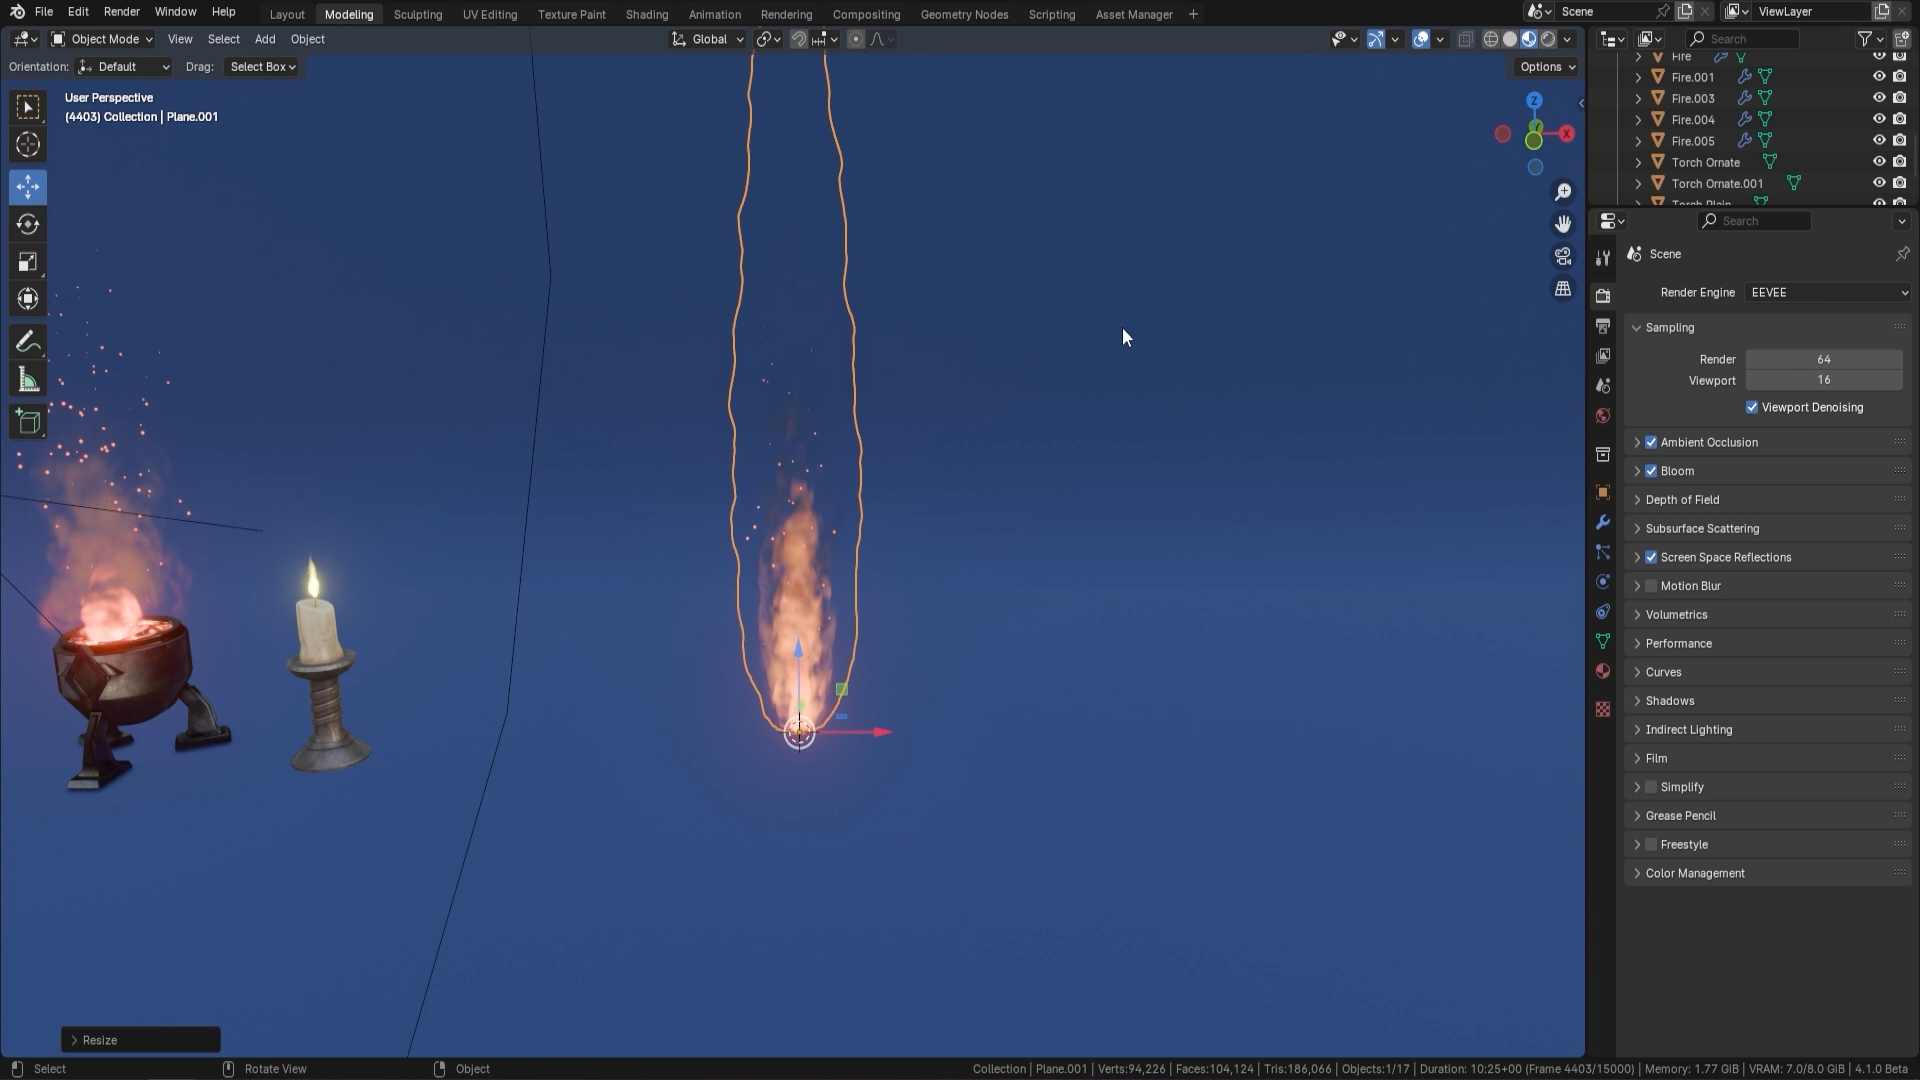 File Edit Render Window Help
Layout Modeling Sculpting UV Editing Texture Paint Shading Animation Rendering Compositing Geometry Nodes Scripting Asset Manager +
Scene
ViewLayer
Object Mode View Select Add Object
Global
Search
Orientation: Default Drag: Select Box
Options
User Perspective
(4403) Collection | Plane.001
Z
X
Fire
Fire.001
Fire.003
Fire.004
Fire.005
Torch Ornate
Torch Ornate.001
Torch Plain
Search
Scene
Render Engine EEVEE
Sampling
Render 64
Viewport 16
Viewport Denoising
Ambient Occlusion
Bloom
Depth of Field
Subsurface Scattering
Screen Space Reflections
Motion Blur
Volumetrics
Performance
Curves
Shadows
Indirect Lighting
Film
Simplify
Grease Pencil
Freestyle
Color Management
Resize
Select Rotate View Object
Collection | Plane.001 | Verts:94,226 | Faces:104,124 | Tris:186,066 | Objects:1/17 | Duration: 10:25+00 (Frame 4403/15000) | Memory: 1.77 GiB | VRAM: 7.0/8.0 GiB | 4.1.0 Beta